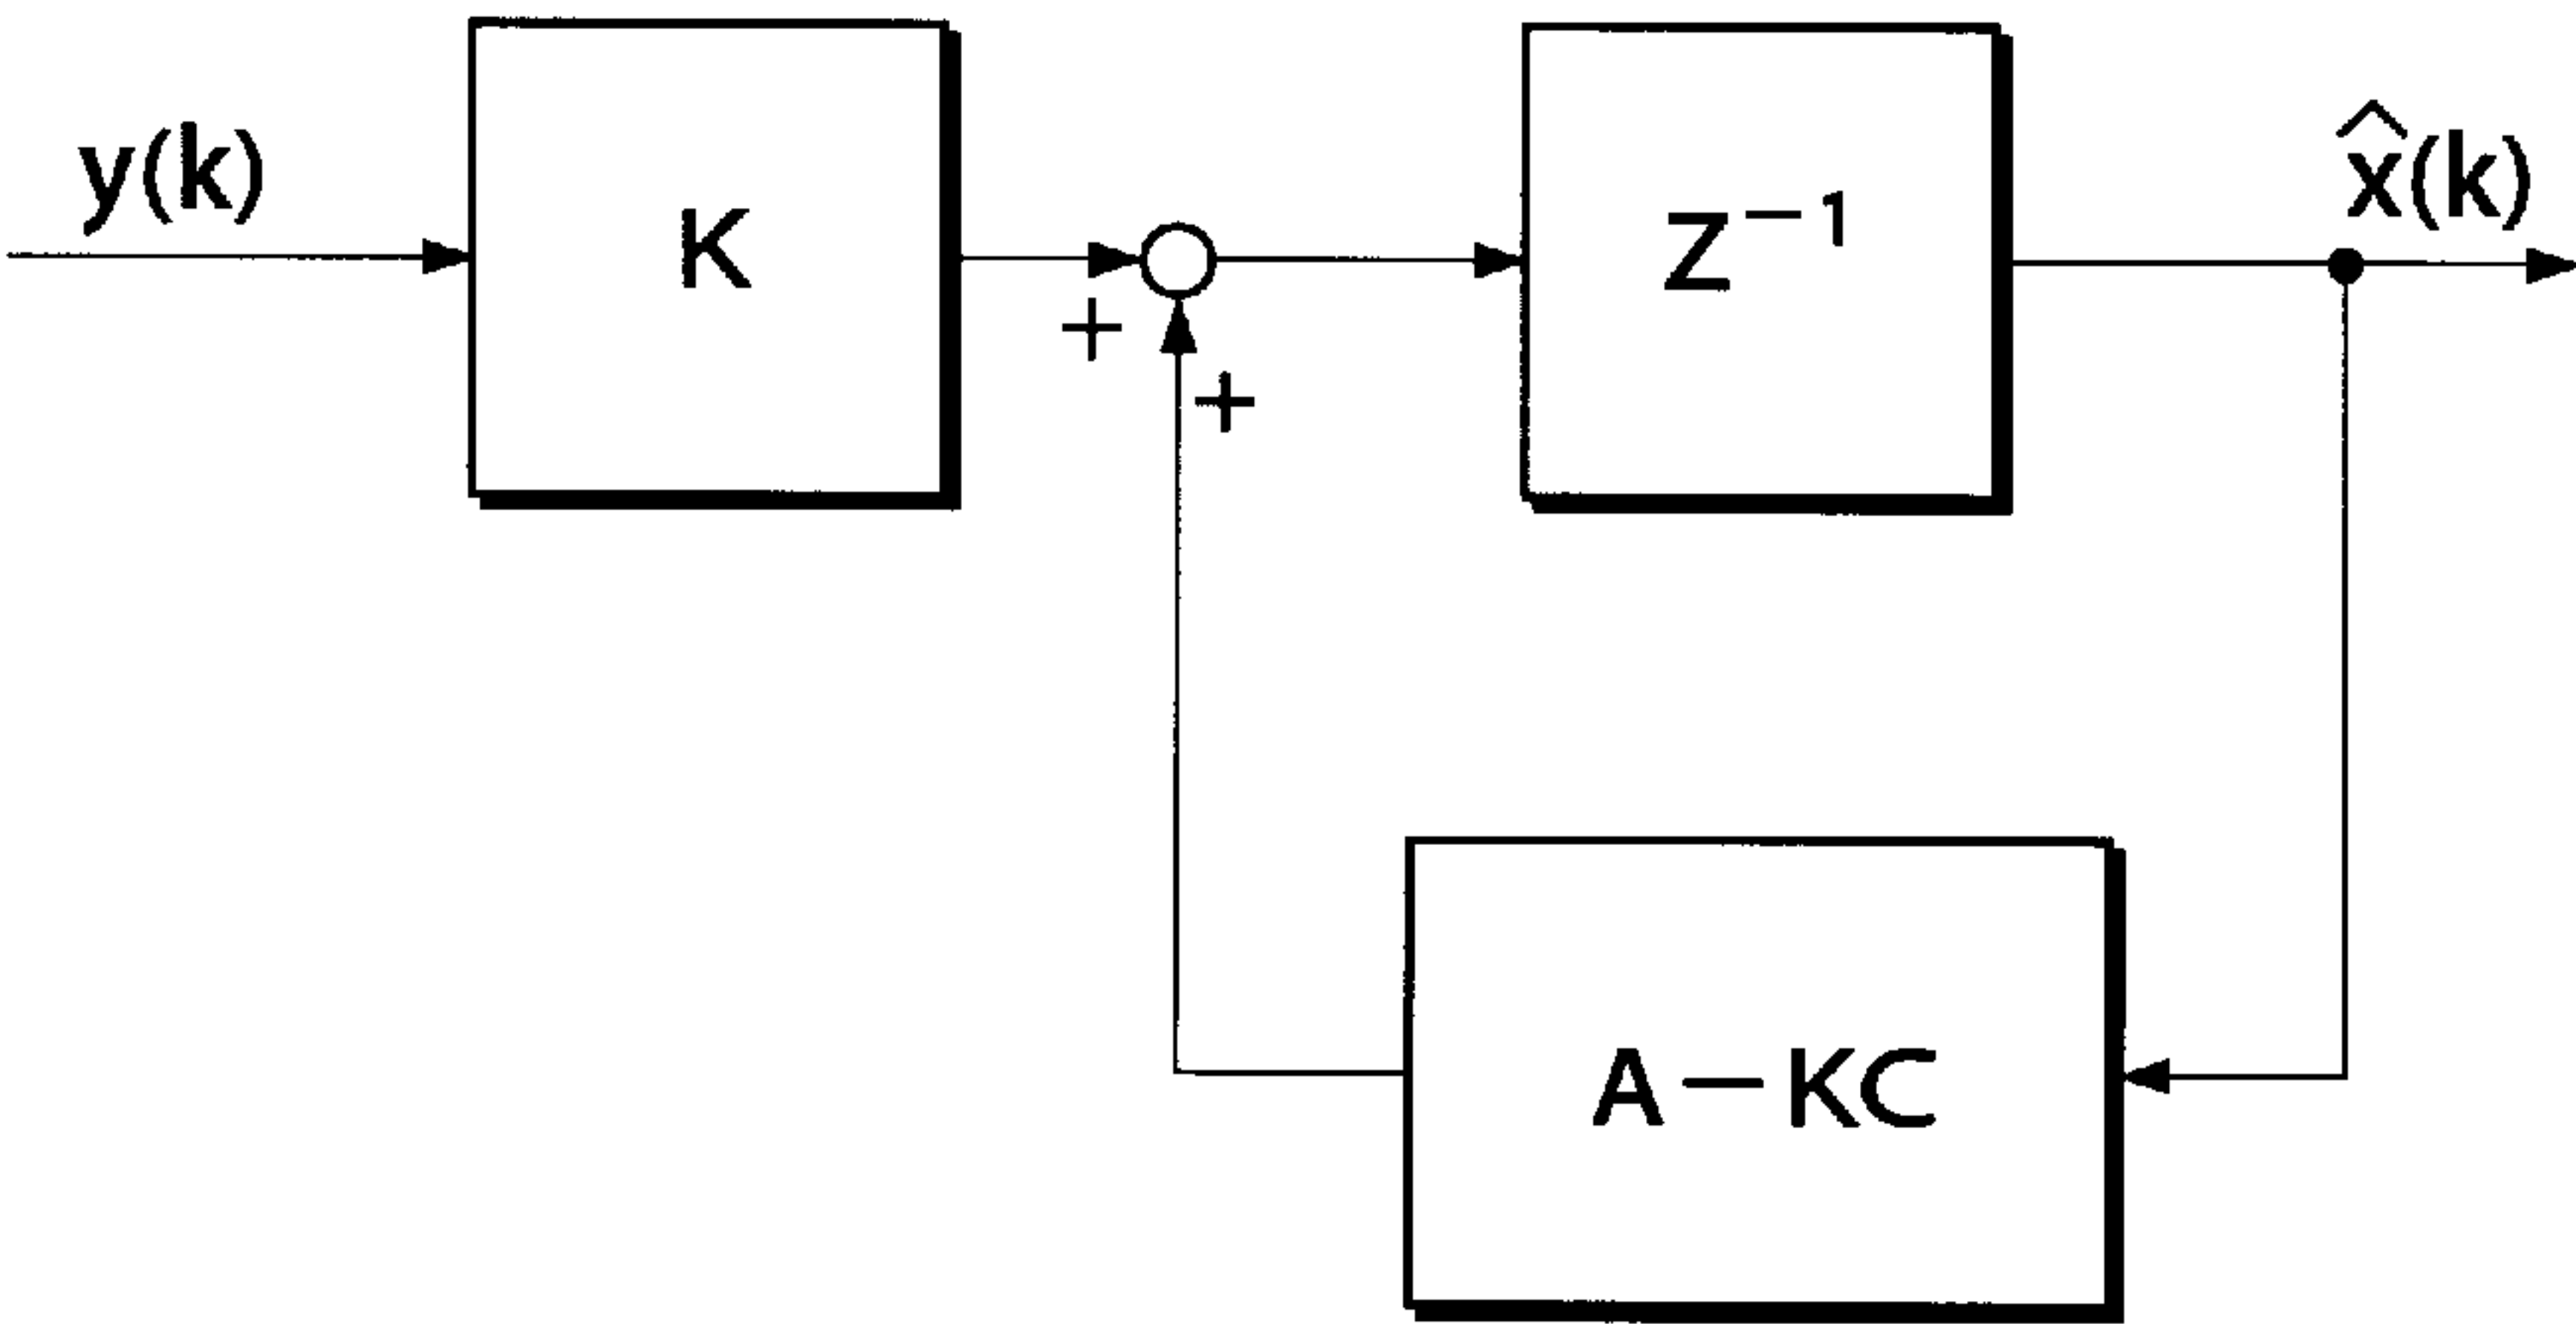 y(k)
K
+
+
Z⁻¹
x̂(k)
A − KC